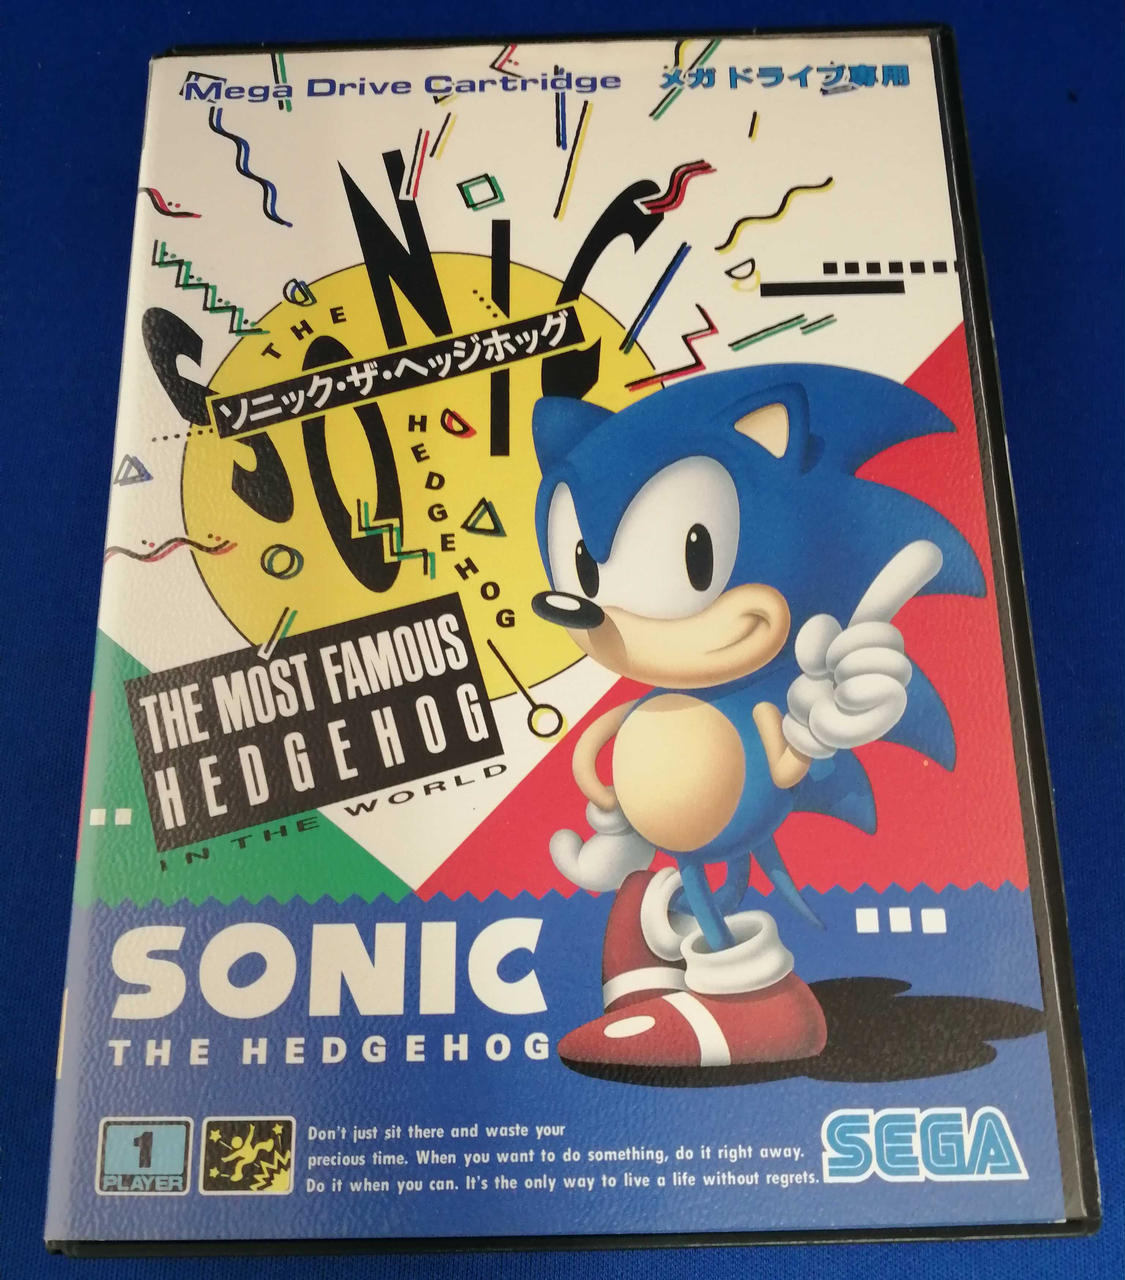 Mega Drive Cartridge メガドライブ専用
THE
SONIC
ソニック・ザ・ヘッジホッグ
HEDGEHOG
THE MOST FAMOUS
HEDGEHOG
IN THE WORLD
SONIC
THE HEDGEHOG
1
PLAYER
Don't just sit there and waste your
precious time. When you want to do something, do it right away.
Do it when you can. It's the only way to live a life without regrets.
SEGA